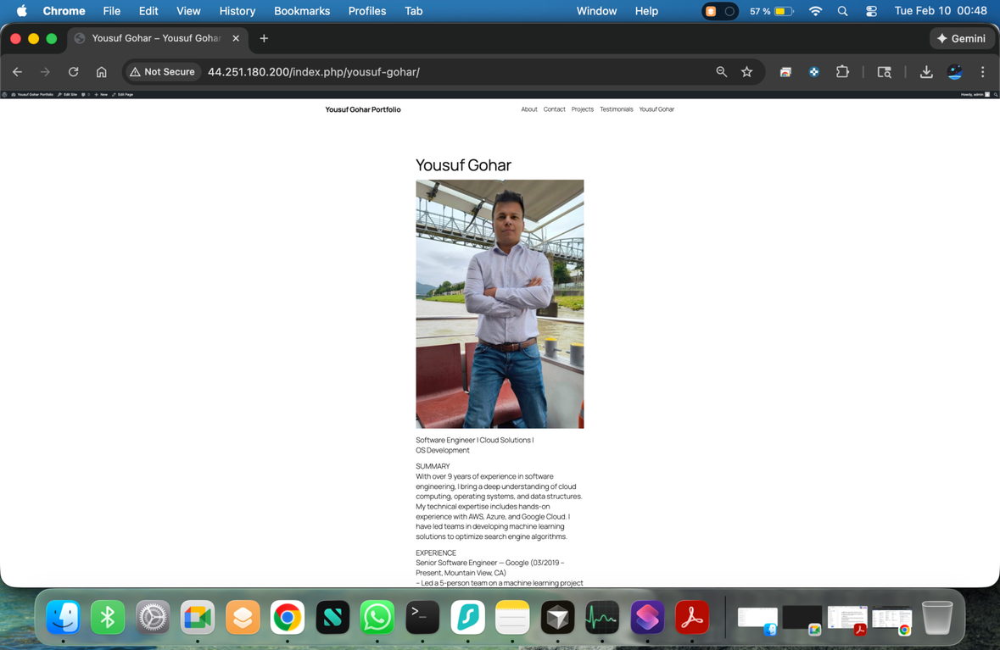 Chrome File Edit View History Bookmarks Profiles Tab Window Help 57 % Tue Feb 10 00:48
Yousuf Gohar – Yousuf Gohar
Gemini
Not Secure 44.251.180.200/index.php/yousuf-gohar/
Yousuf Gohar Portfolio Edit Site 0 New Edit Page Howdy, admin
Yousuf Gohar Portfolio About Contact Projects Testimonials Yousuf Gohar
Yousuf Gohar
Software Engineer | Cloud Solutions |
OS Development
SUMMARY
With over 9 years of experience in software
engineering, I bring a deep understanding of cloud
computing, operating systems, and data structures.
My technical expertise includes hands-on
experience with AWS, Azure, and Google Cloud. I
have led teams in developing machine learning
solutions to optimize search engine algorithms.
EXPERIENCE
Senior Software Engineer — Google (03/2019 –
Present, Mountain View, CA)
– Led a 5-person team on a machine learning project